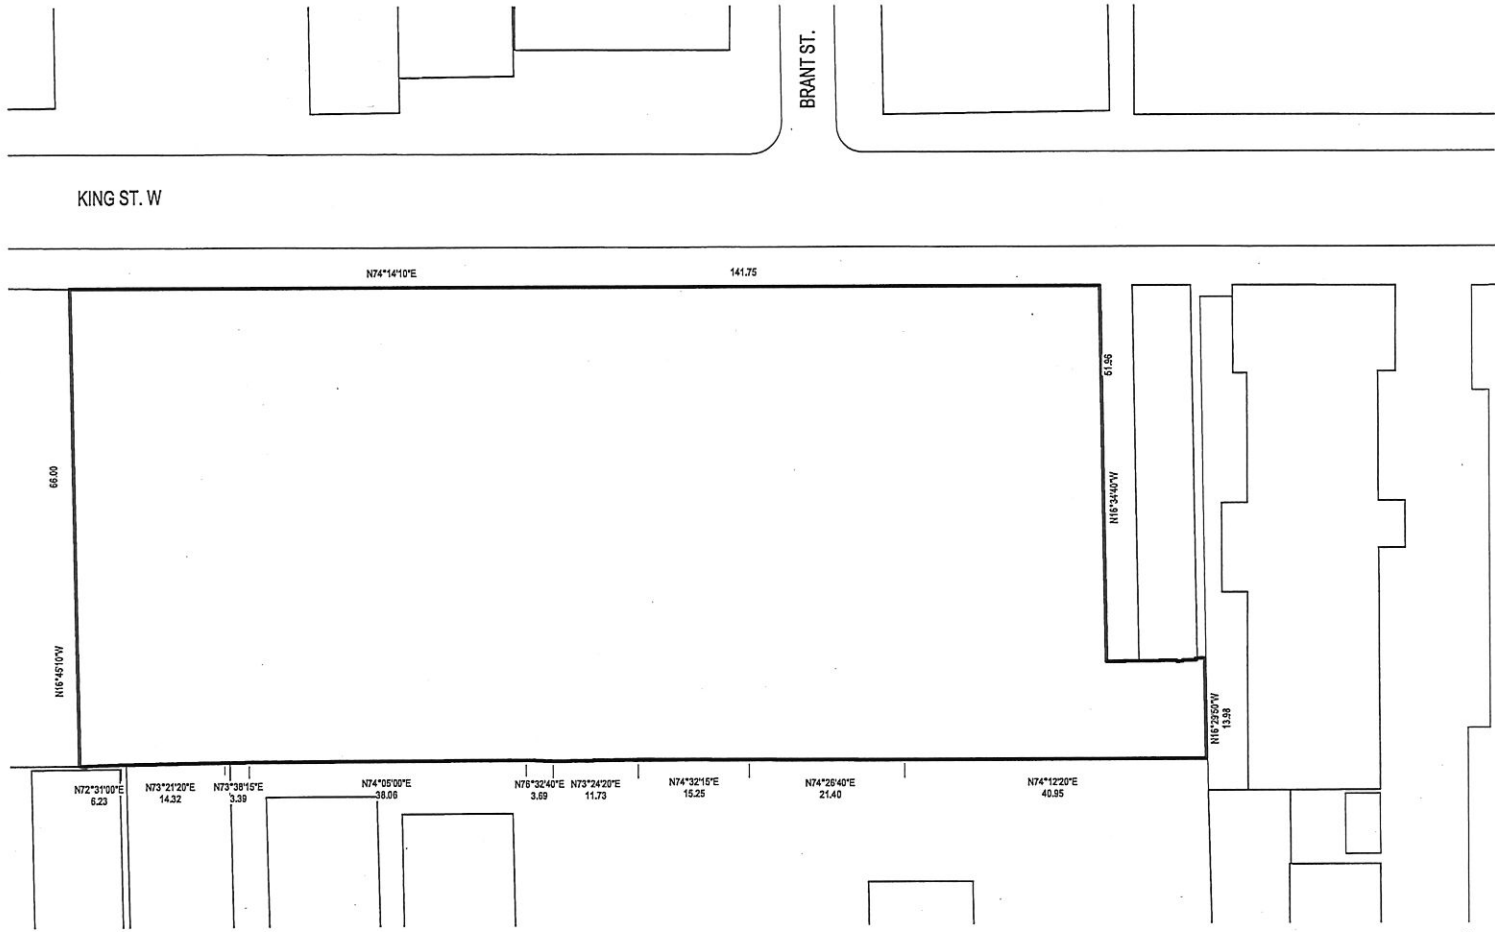 BRANT ST.
KING ST. W
N74°14'10"E
141.75
51.96
66.00
N16°34'40"W
N16°45'10"W
N16°29'50"W
13.98
N72°31'00"E
6.23
N73°21'20"E
14.32
N73°38'15"E
3.39
N74°05'00"E
38.06
N76°32'40"E
3.69
N73°24'20"E
11.73
N74°32'15"E
15.25
N74°26'40"E
21.40
N74°12'20"E
40.95